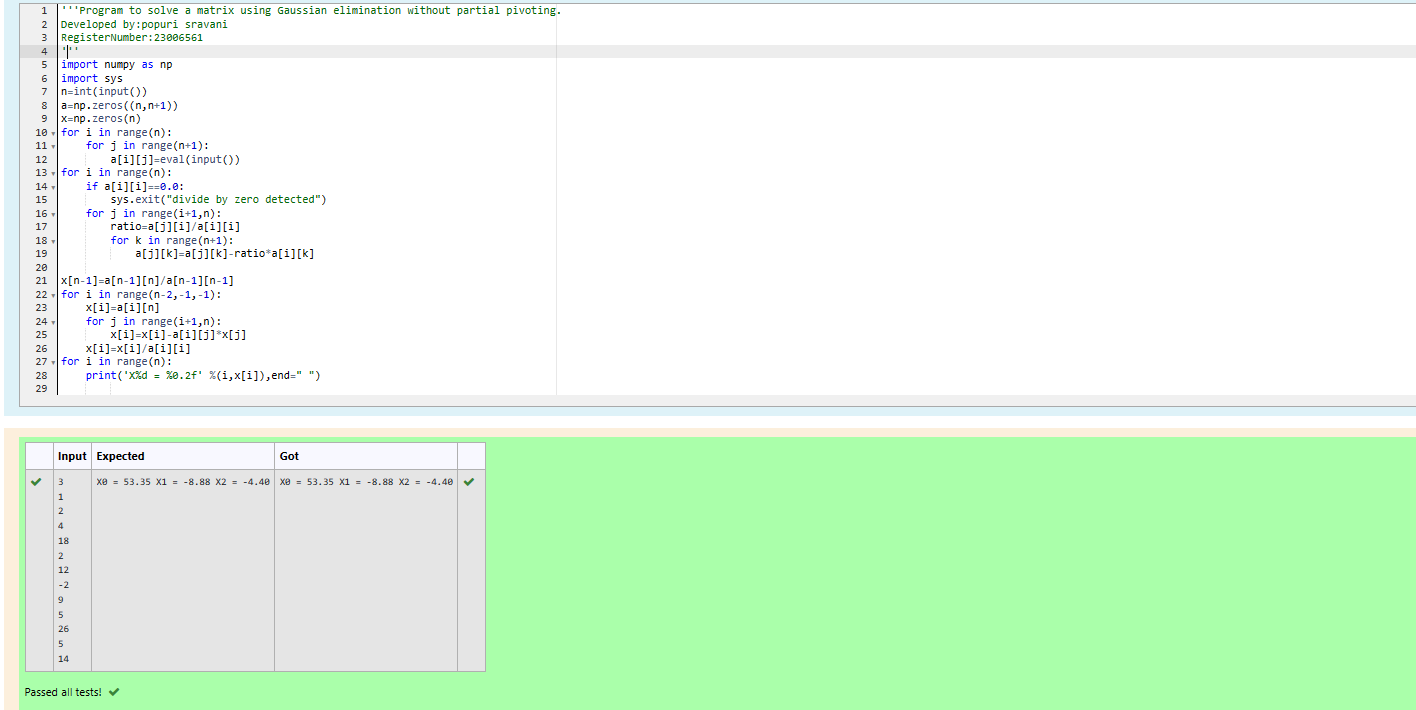 1 '''Program to solve a matrix using Gaussian elimination without partial pivoting.
2 Developed by:popuri sravani
3 RegisterNumber:23006561
4 '''
5 import numpy as np
6 import sys
7 n=int(input())
8 a=np.zeros((n,n+1))
9 x=np.zeros(n)
10 for i in range(n):
11     for j in range(n+1):
12         a[i][j]=eval(input())
13 for i in range(n):
14     if a[i][i]==0.0:
15         sys.exit("divide by zero detected")
16     for j in range(i+1,n):
17         ratio=a[j][i]/a[i][i]
18         for k in range(n+1):
19             a[j][k]=a[j][k]-ratio*a[i][k]
20
21 x[n-1]=a[n-1][n]/a[n-1][n-1]
22 for i in range(n-2,-1,-1):
23     x[i]=a[i][n]
24     for j in range(i+1,n):
25         x[i]=x[i]-a[i][j]*x[j]
26     x[i]=x[i]/a[i][i]
27 for i in range(n):
28     print('X%d = %0.2f' %(i,x[i]),end=" ")
29
Input Expected Got
3 X0 = 53.35 X1 = -8.88 X2 = -4.40 X0 = 53.35 X1 = -8.88 X2 = -4.40
1
2
4
18
2
12
-2
9
5
26
5
14
Passed all tests!